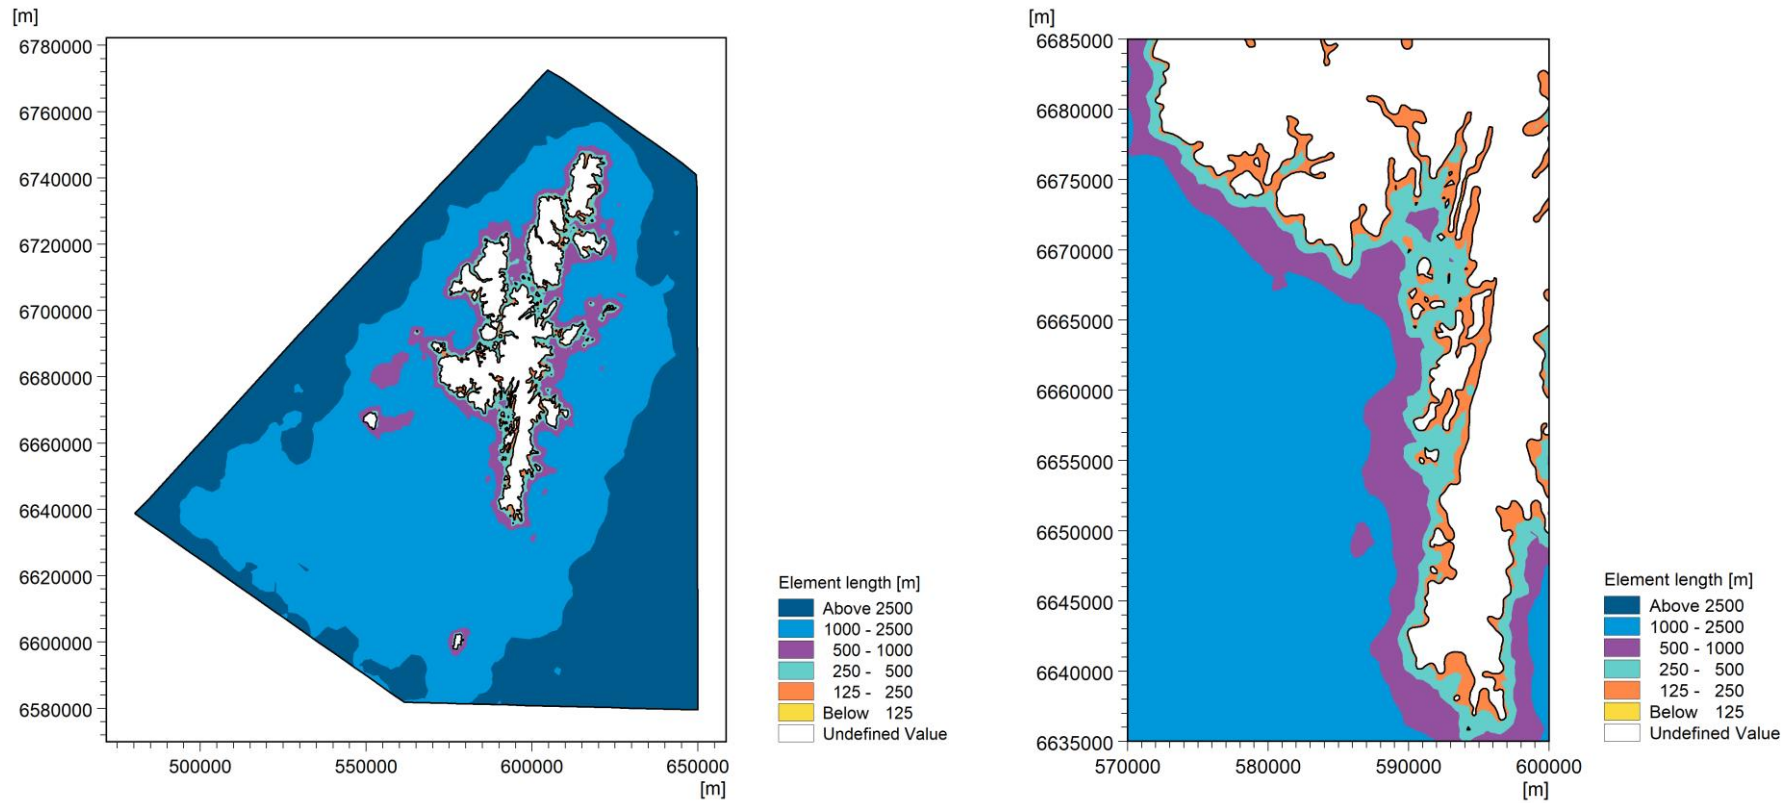 [m]
6780000
6760000
6740000
6720000
6700000
6680000
6660000
6640000
6620000
6600000
6580000
500000 550000 600000 650000
[m]
Element length [m]
Above 2500
1000 - 2500
500 - 1000
250 - 500
125 - 250
Below 125
Undefined Value
[m]
6685000
6680000
6675000
6670000
6665000
6660000
6655000
6650000
6645000
6640000
6635000
570000 580000 590000 600000
[m]
Element length [m]
Above 2500
1000 - 2500
500 - 1000
250 - 500
125 - 250
Below 125
Undefined Value